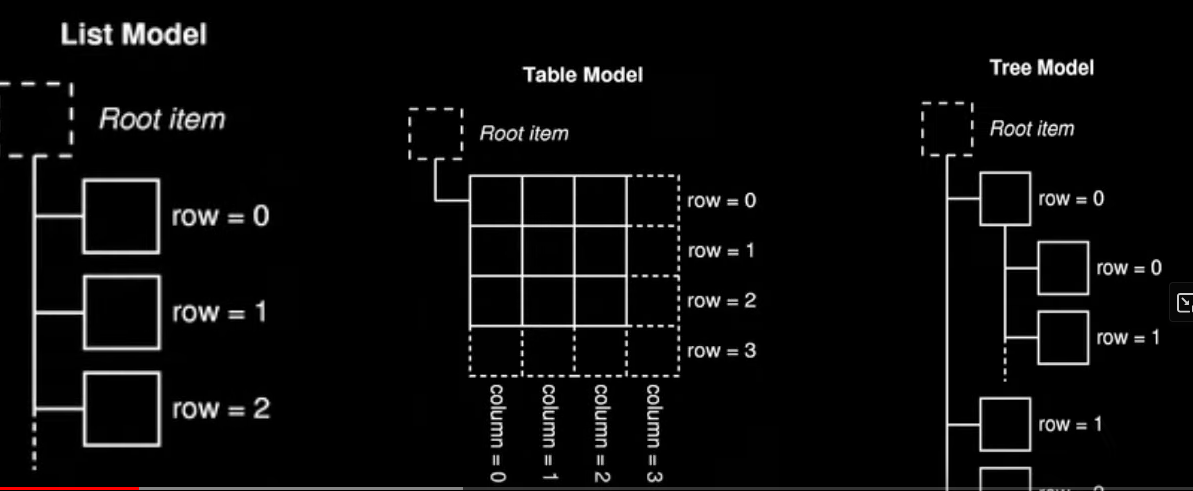 List Model
Root item
row = 0
row = 1
row = 2
Table Model
Root item
row = 0
row = 1
row = 2
row = 3
column = 0
column = 1
column = 2
column = 3
Tree Model
Root item
row = 0
row = 0
row = 1
row = 1